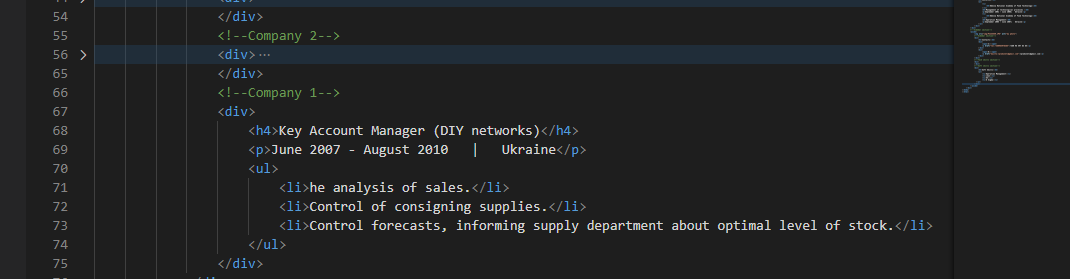 54 </div>
55 <!--Company 2-->
56 > <div>···
65 </div>
66 <!--Company 1-->
67 <div>
68 <h4>Key Account Manager (DIY networks)</h4>
69 <p>June 2007 - August 2010 | Ukraine</p>
70 <ul>
71 <li>he analysis of sales.</li>
72 <li>Control of consigning supplies.</li>
73 <li>Control forecasts, informing supply department about optimal level of stock.</li>
74 </ul>
75 </div>